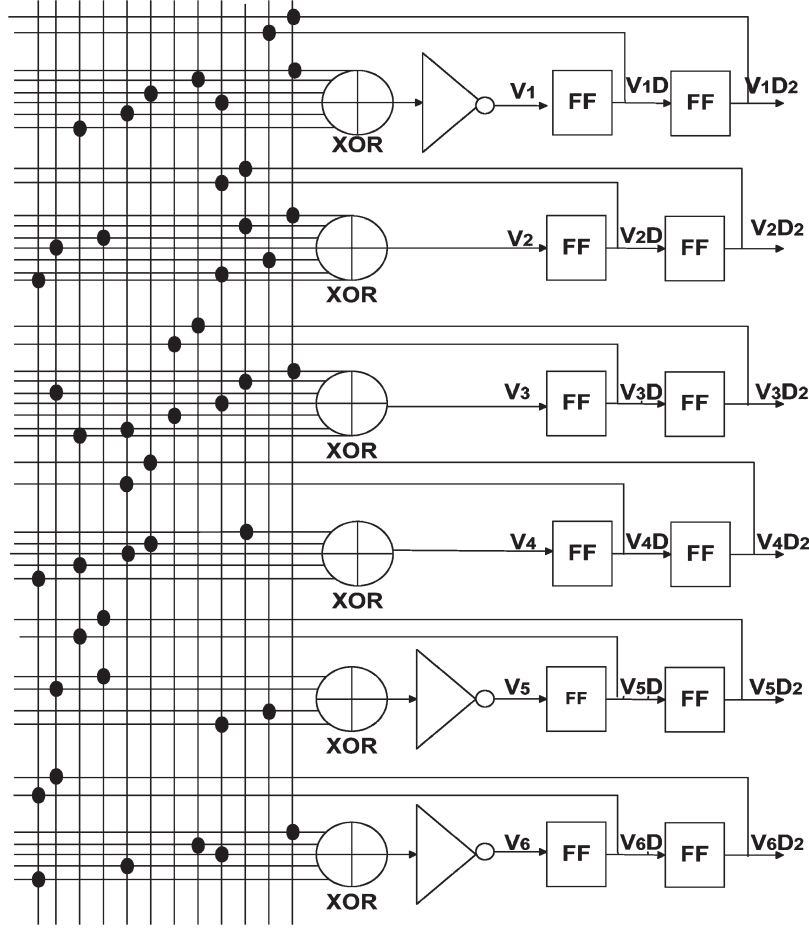 V1 FF V1D FF V1D2
XOR
V2 FF V2D FF V2D2
XOR
V3 FF V3D FF V3D2
XOR
V4 FF V4D FF V4D2
XOR
V5 FF V5D FF V5D2
XOR
V6 FF V6D FF V6D2
XOR